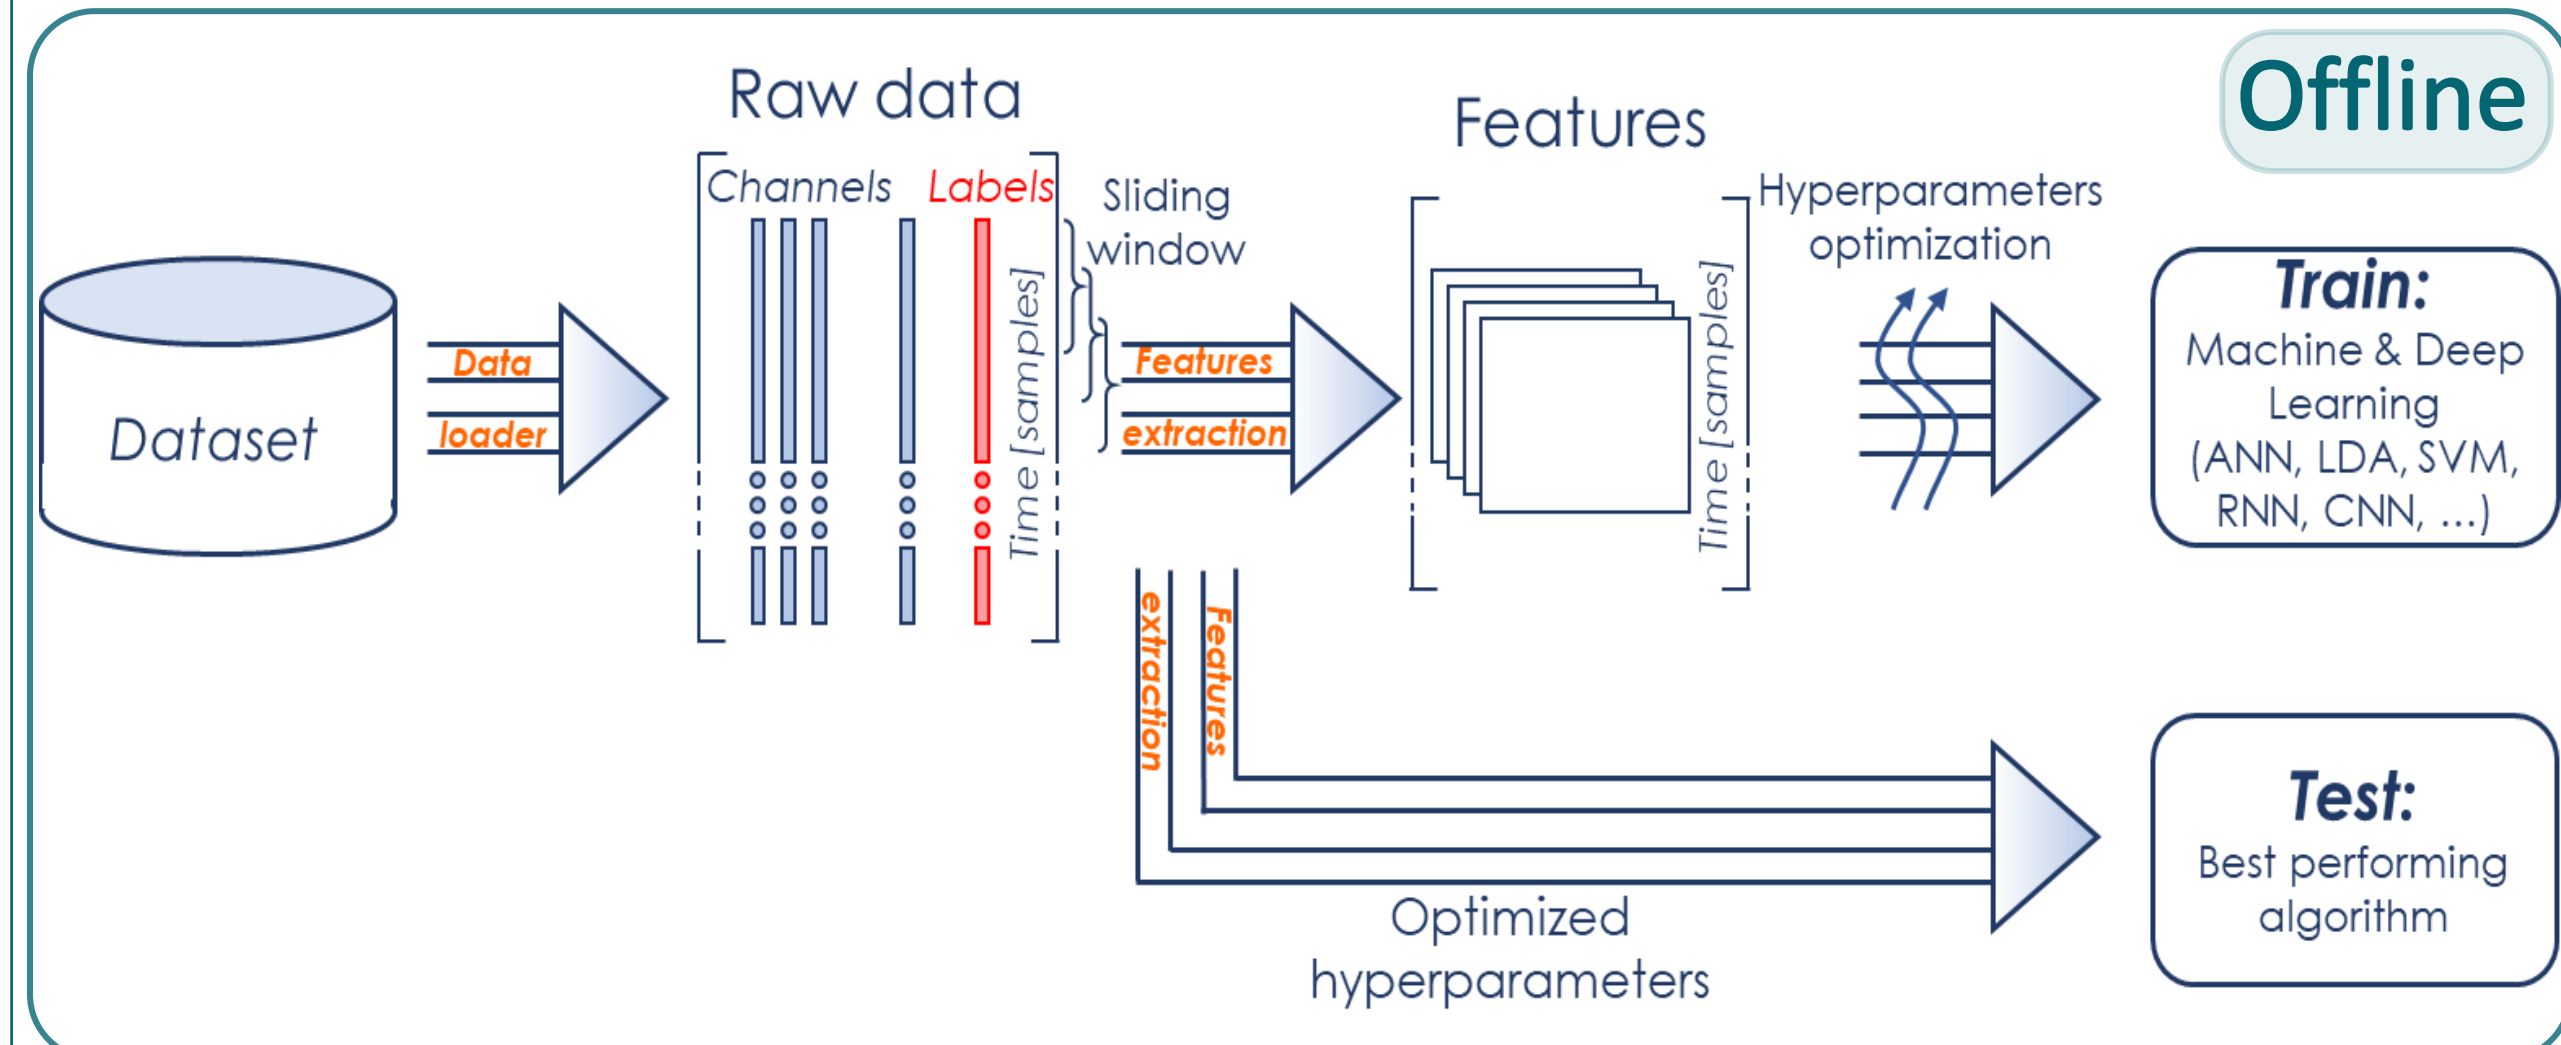 Offline
Raw data
Features
Channels
Labels
Sliding
window
Hyperparameters
optimization
Dataset
Data
loader
Time [samples]
Features
extraction
Time [samples]
Train:
Machine & Deep
Learning
(ANN, LDA, SVM,
RNN, CNN, ...)
extraction
Features
Optimized
hyperparameters
Test:
Best performing
algorithm